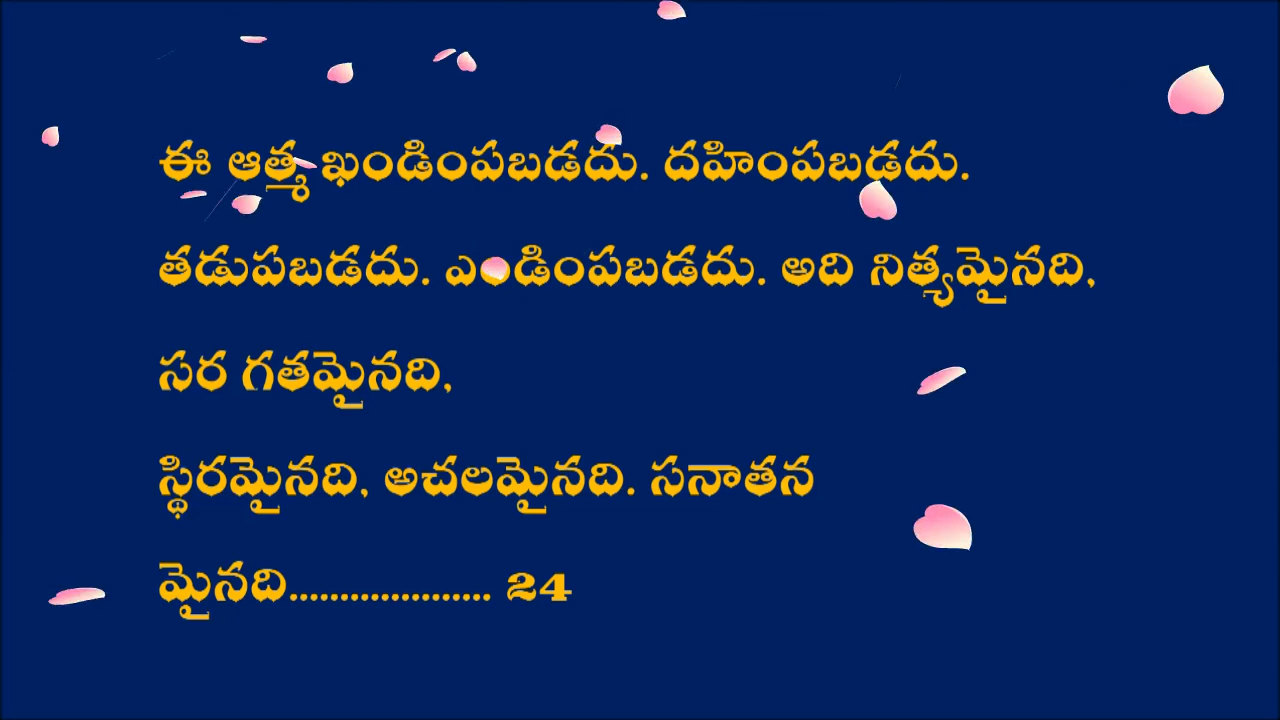 ఈ ఆత్మ ఖండింపబడదు. దహింపబడదు.
తడుపబడదు. ఎండింపబడదు. అది నిత్యమైనది,
సర గతమైనది,
స్థిరమైనది, అచలమైనది. సనాతన
మైనది.................... 24